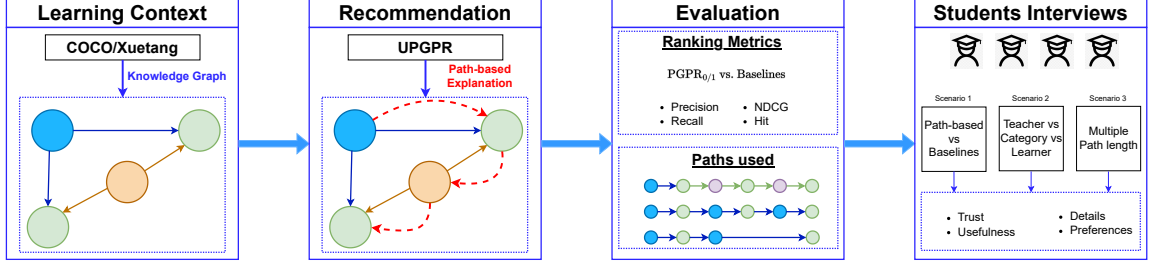 Learning Context
COCO/Xuetang
Knowledge Graph
Recommendation
UPGPR
Path-based
Explanation
Evaluation
Ranking Metrics
PGPR0/1 vs. Baselines
• Precision
• Recall
• NDCG
• Hit
Paths used
Students Interviews
Scenario 1
Path-based
vs
Baselines
Scenario 2
Teacher vs
Category vs
Learner
Scenario 3
Multiple
Path length
• Trust
• Usefulness
• Details
• Preferences